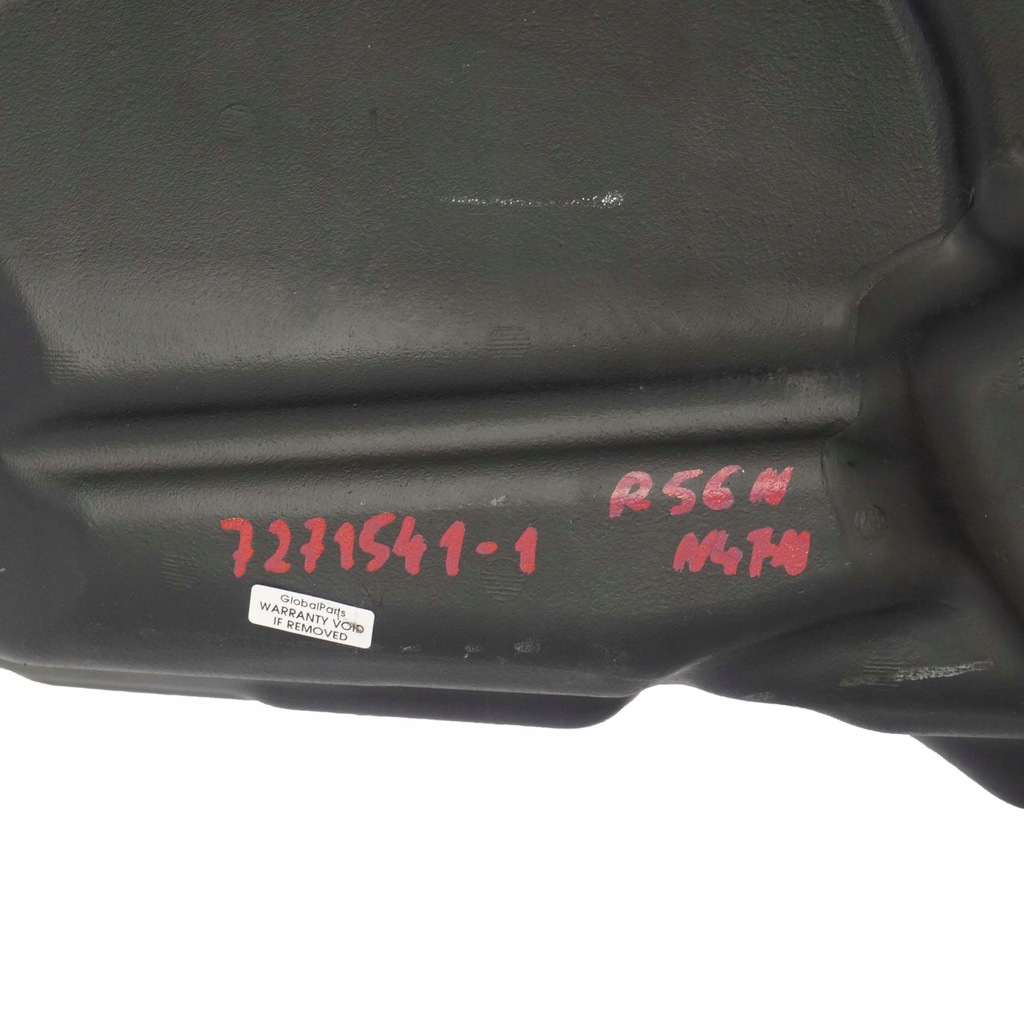 R56N
7271541-1
N47N
GlobalParts
WARRANTY VOID
IF REMOVED